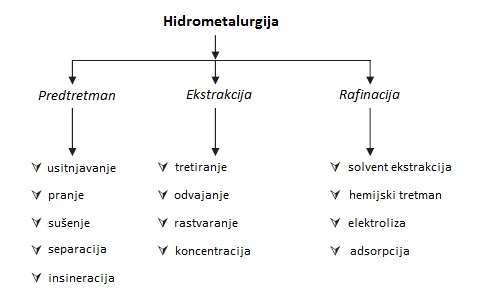 Hidrometalurgija
Predtretman
Ekstrakcija
Rafinacija
usitnjavanje
pranje
sušenje
separacija
insineracija
tretiranje
odvajanje
rastvaranje
koncentracija
solvent ekstrakcija
hemijski tretman
elektroliza
adsorpcija